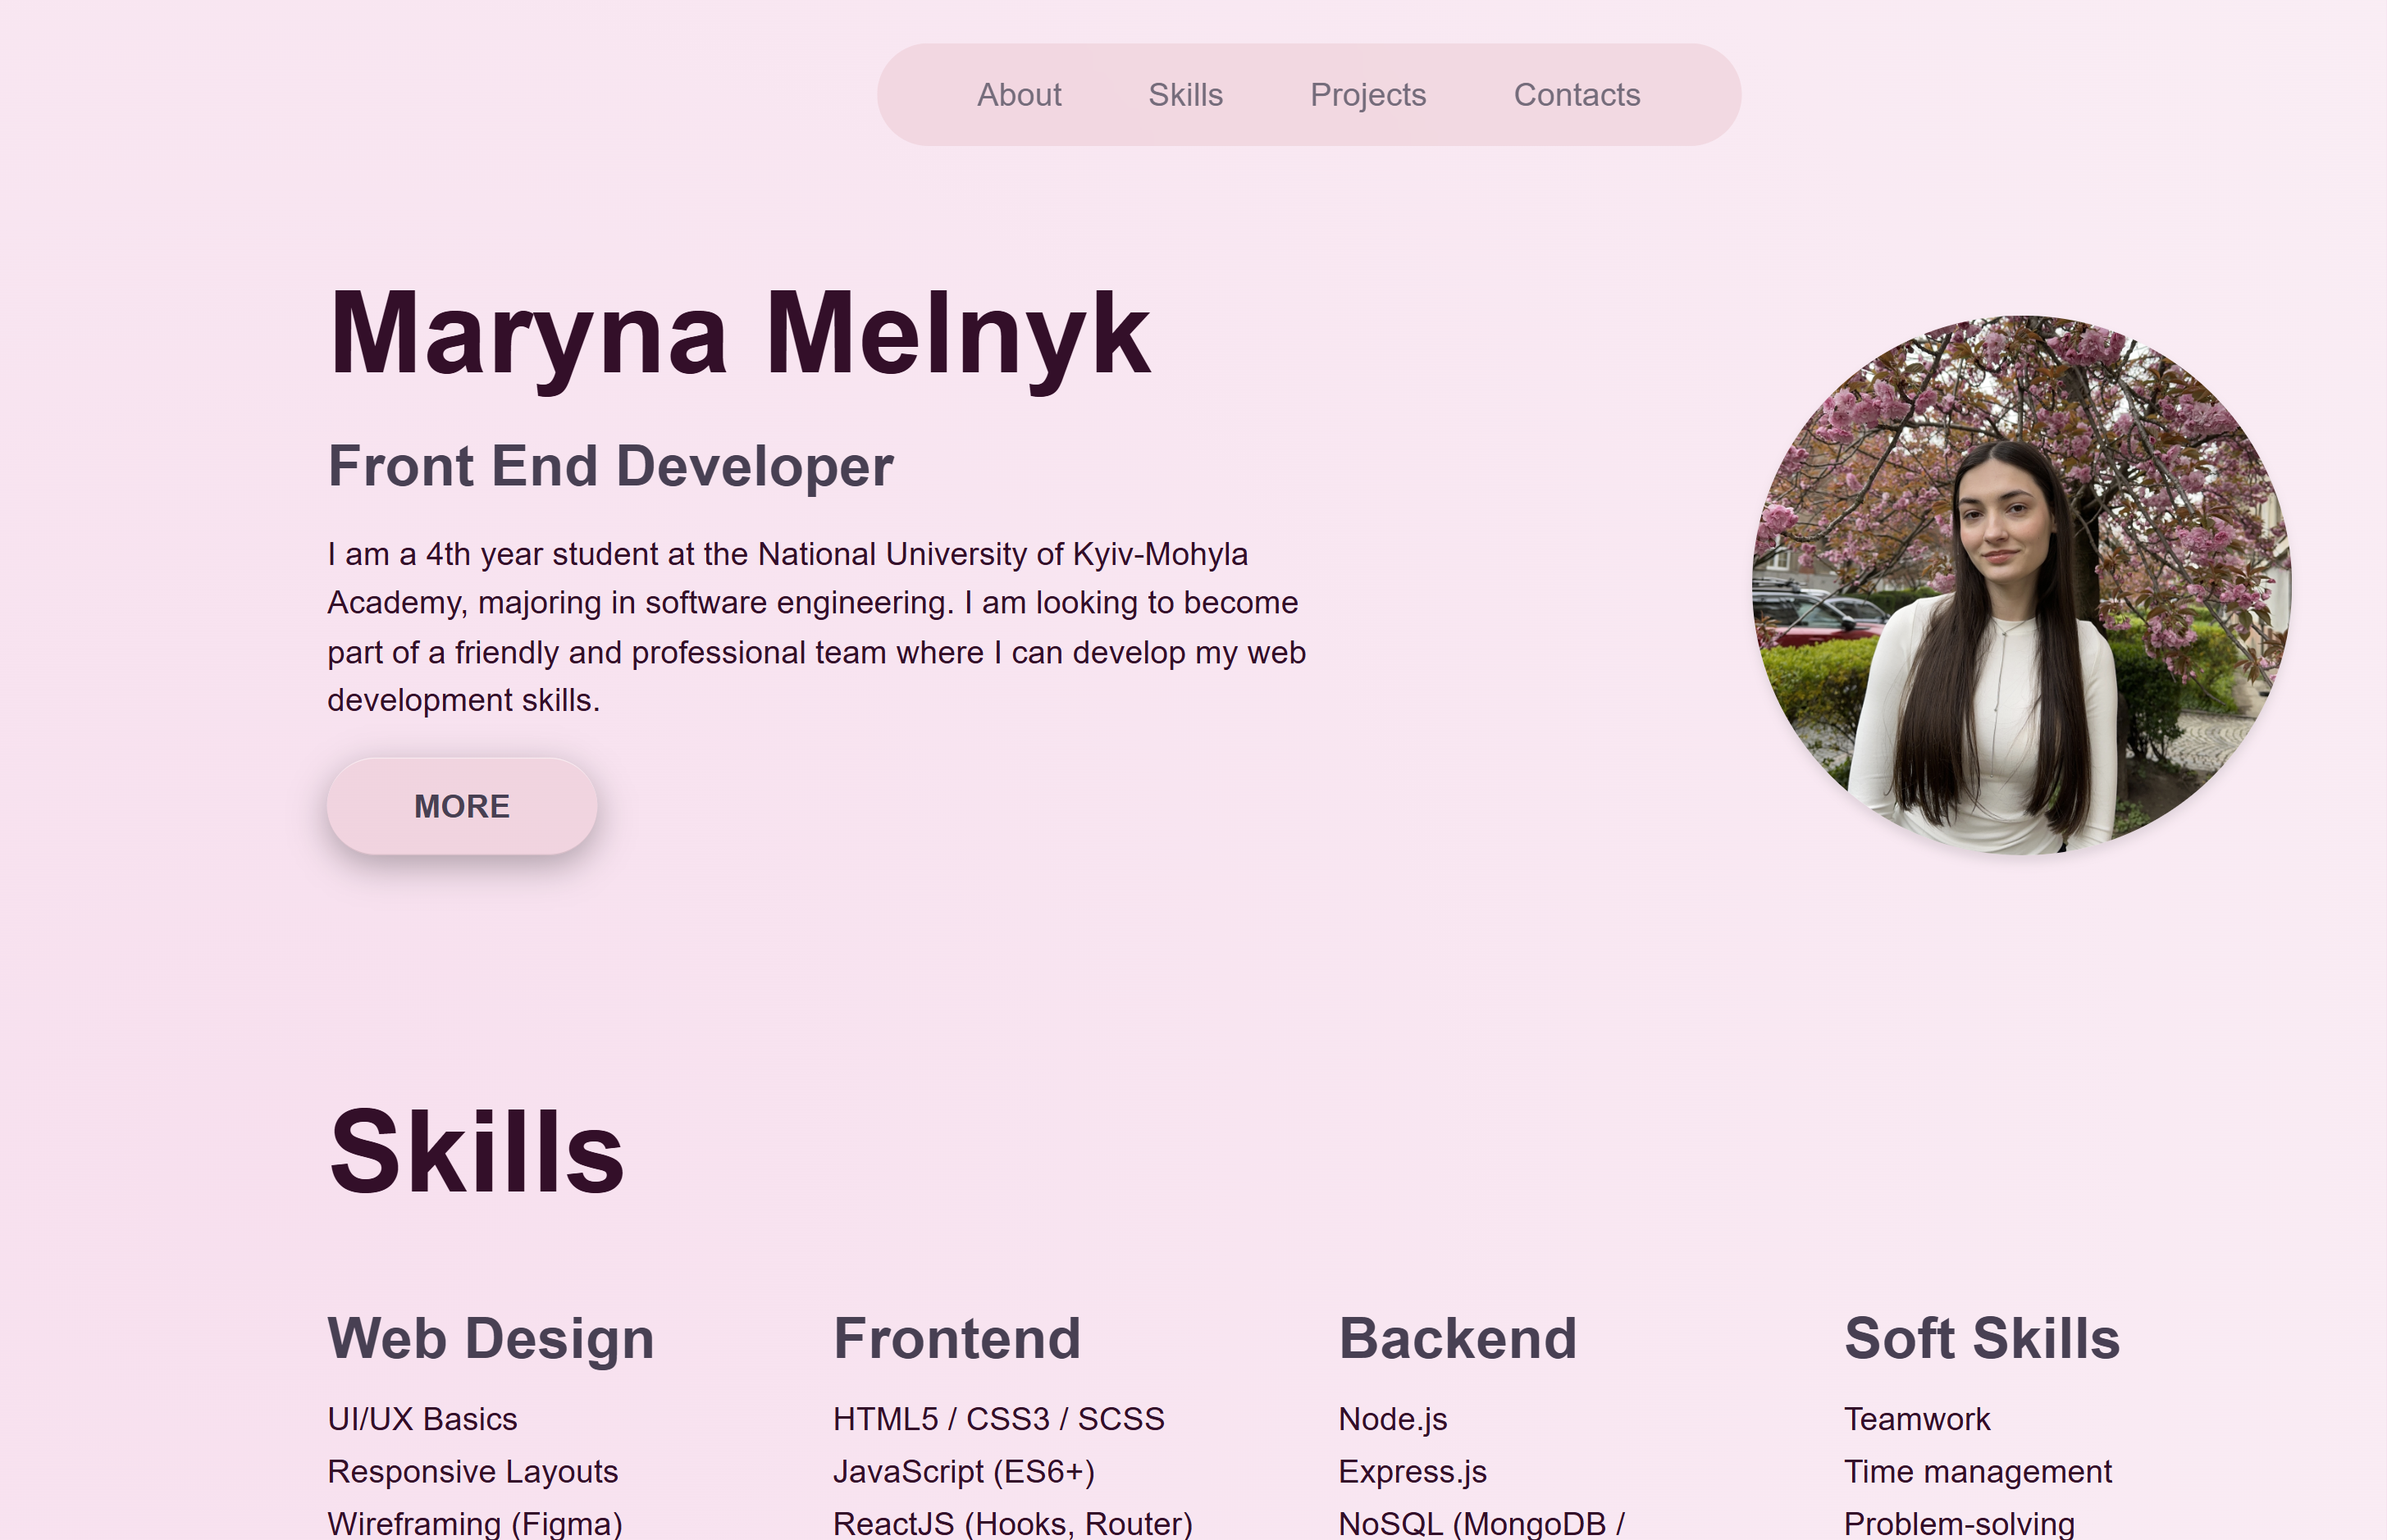 About Skills Projects Contacts
Maryna Melnyk
Front End Developer
I am a 4th year student at the National University of Kyiv-Mohyla
Academy, majoring in software engineering. I am looking to become
part of a friendly and professional team where I can develop my web
development skills.
MORE
Skills
Web Design
UI/UX Basics
Responsive Layouts
Wireframing (Figma)
Frontend
HTML5 / CSS3 / SCSS
JavaScript (ES6+)
ReactJS (Hooks, Router)
Backend
Node.js
Express.js
NoSQL (MongoDB /
Soft Skills
Teamwork
Time management
Problem-solving